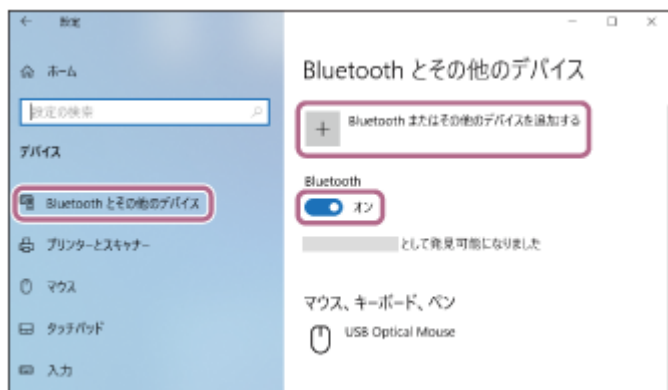 設定
ホーム
設定の検索
デバイス
Bluetooth とその他のデバイス
プリンターとスキャナー
マウス
タッチパッド
入力
Bluetooth とその他のデバイス
Bluetooth またはその他のデバイスを追加する
Bluetooth
オン
として発見可能になりました
マウス、キーボード、ペン
USB Optical Mouse